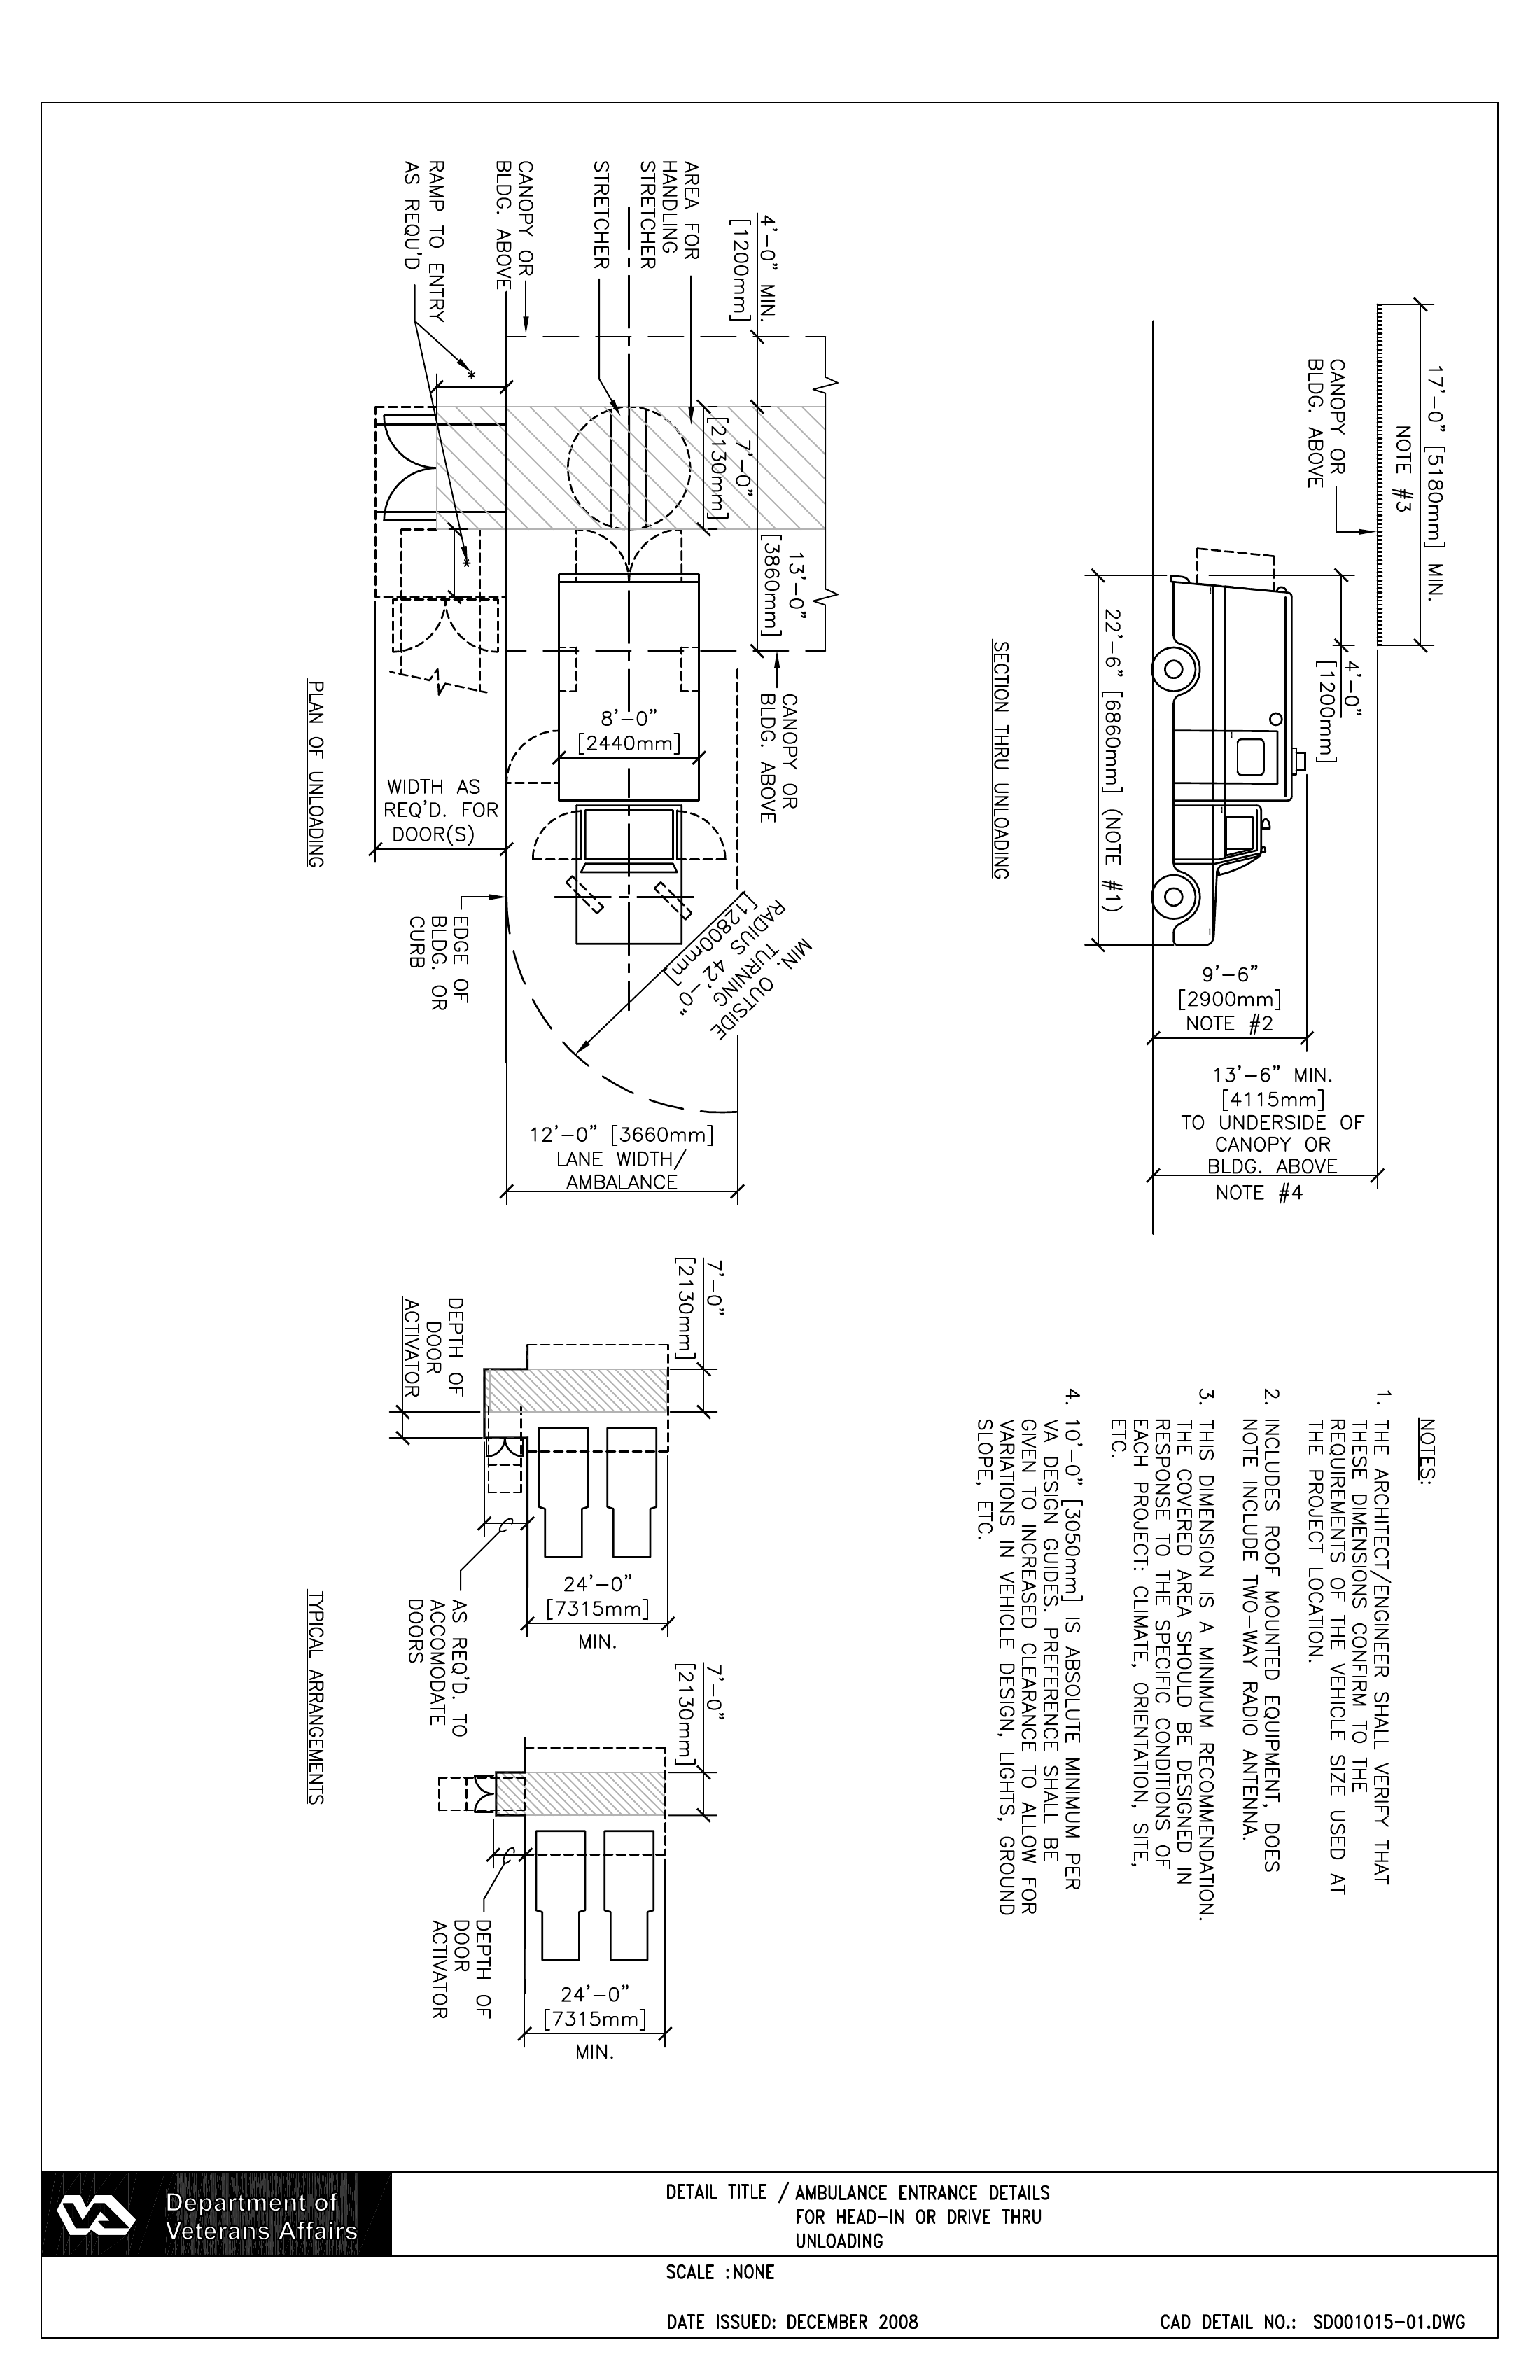 17'-0" [5180mm] MIN.
NOTE #3
CANOPY OR
BLDG. ABOVE
4'-0"
[1200mm]
22'-6" [6860mm] (NOTE #1)
9'-6"
[2900mm]
NOTE #2
13'-6" MIN.
[4115mm]
TO UNDERSIDE OF
CANOPY OR
BLDG. ABOVE
NOTE #4
SECTION THRU UNLOADING
4'-0" MIN.
[1200mm]
AREA FOR
HANDLING
STRETCHER
STRETCHER
CANOPY OR
BLDG. ABOVE
RAMP TO ENTRY
AS REQU'D
*
*
7'-0"
[2130mm]
13'-0"
[3860mm]
CANOPY OR
BLDG. ABOVE
8'-0"
[2440mm]
WIDTH AS
REQ'D. FOR
DOOR(S)
EDGE OF
BLDG. OR
CURB
MIN. OUTSIDE
TURNING
RADIUS 42'-0"
[12800mm]
12'-0" [3660mm]
LANE WIDTH/
AMBALANCE
PLAN OF UNLOADING
NOTES:
1. THE ARCHITECT/ENGINEER SHALL VERIFY THAT
THESE DIMENSIONS CONFIRM TO THE
REQUIREMENTS OF THE VEHICLE SIZE USED AT
THE PROJECT LOCATION.
2. INCLUDES ROOF MOUNTED EQUIPMENT, DOES
NOTE INCLUDE TWO-WAY RADIO ANTENNA.
3. THIS DIMENSION IS A MINIMUM RECOMMENDATION.
THE COVERED AREA SHOULD BE DESIGNED IN
RESPONSE TO THE SPECIFIC CONDITIONS OF
EACH PROJECT: CLIMATE, ORIENTATION, SITE,
ETC.
4. 10'-0" [3050mm] IS ABSOLUTE MINIMUM PER
VA DESIGN GUIDES. PREFERENCE SHALL BE
GIVEN TO INCREASED CLEARANCE TO ALLOW FOR
VARIATIONS IN VEHICLE DESIGN, LIGHTS, GROUND
SLOPE, ETC.
7'-0"
[2130mm]
DEPTH OF
DOOR
ACTIVATOR
24'-0"
[7315mm]
MIN.
AS REQ'D. TO
ACCOMODATE
DOORS
7'-0"
[2130mm]
DEPTH OF
DOOR
ACTIVATOR
24'-0"
[7315mm]
MIN.
TYPICAL ARRANGEMENTS
VA
Department of
Veterans Affairs
DETAIL TITLE / AMBULANCE ENTRANCE DETAILS
FOR HEAD-IN OR DRIVE THRU
UNLOADING
SCALE :NONE
DATE ISSUED: DECEMBER 2008
CAD DETAIL NO.: SD001015-01.DWG